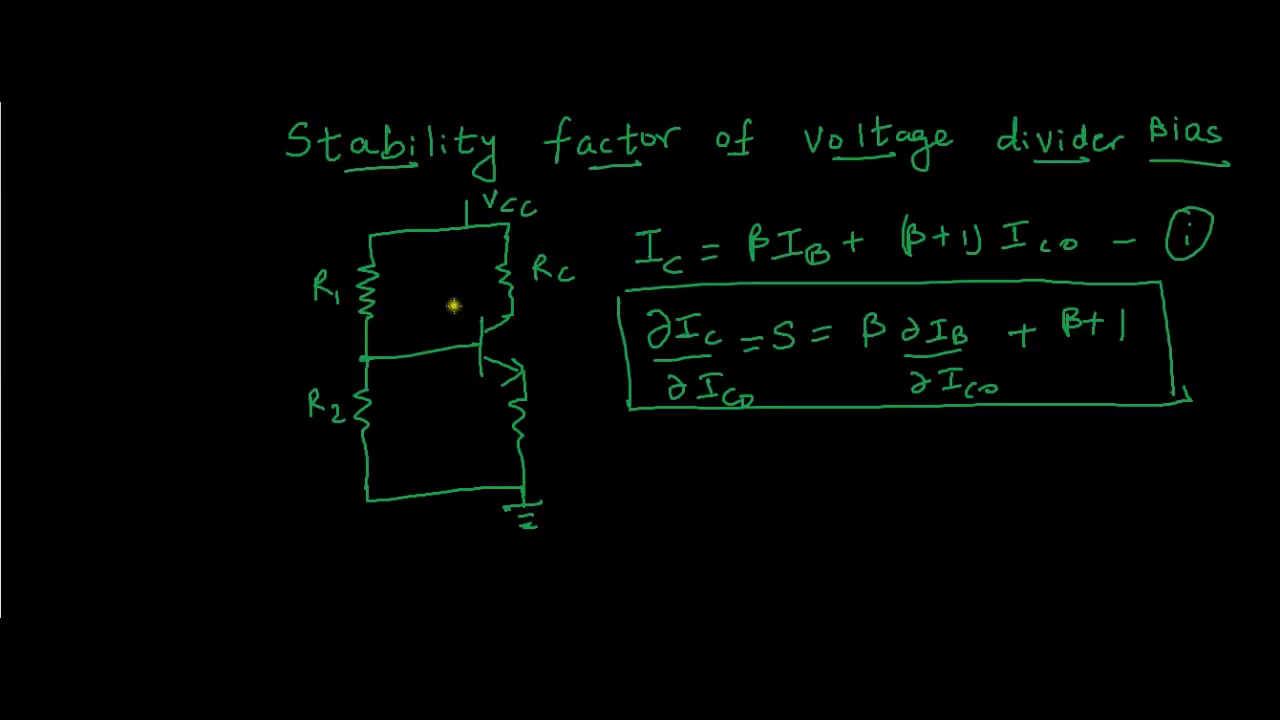 Stability factor of Voltage divider Bias
VCC
R1
RC
R2
IC = βIB + (β+1) ICO - (i)
∂IC/∂ICO = S = β ∂IB/∂ICO + β+1